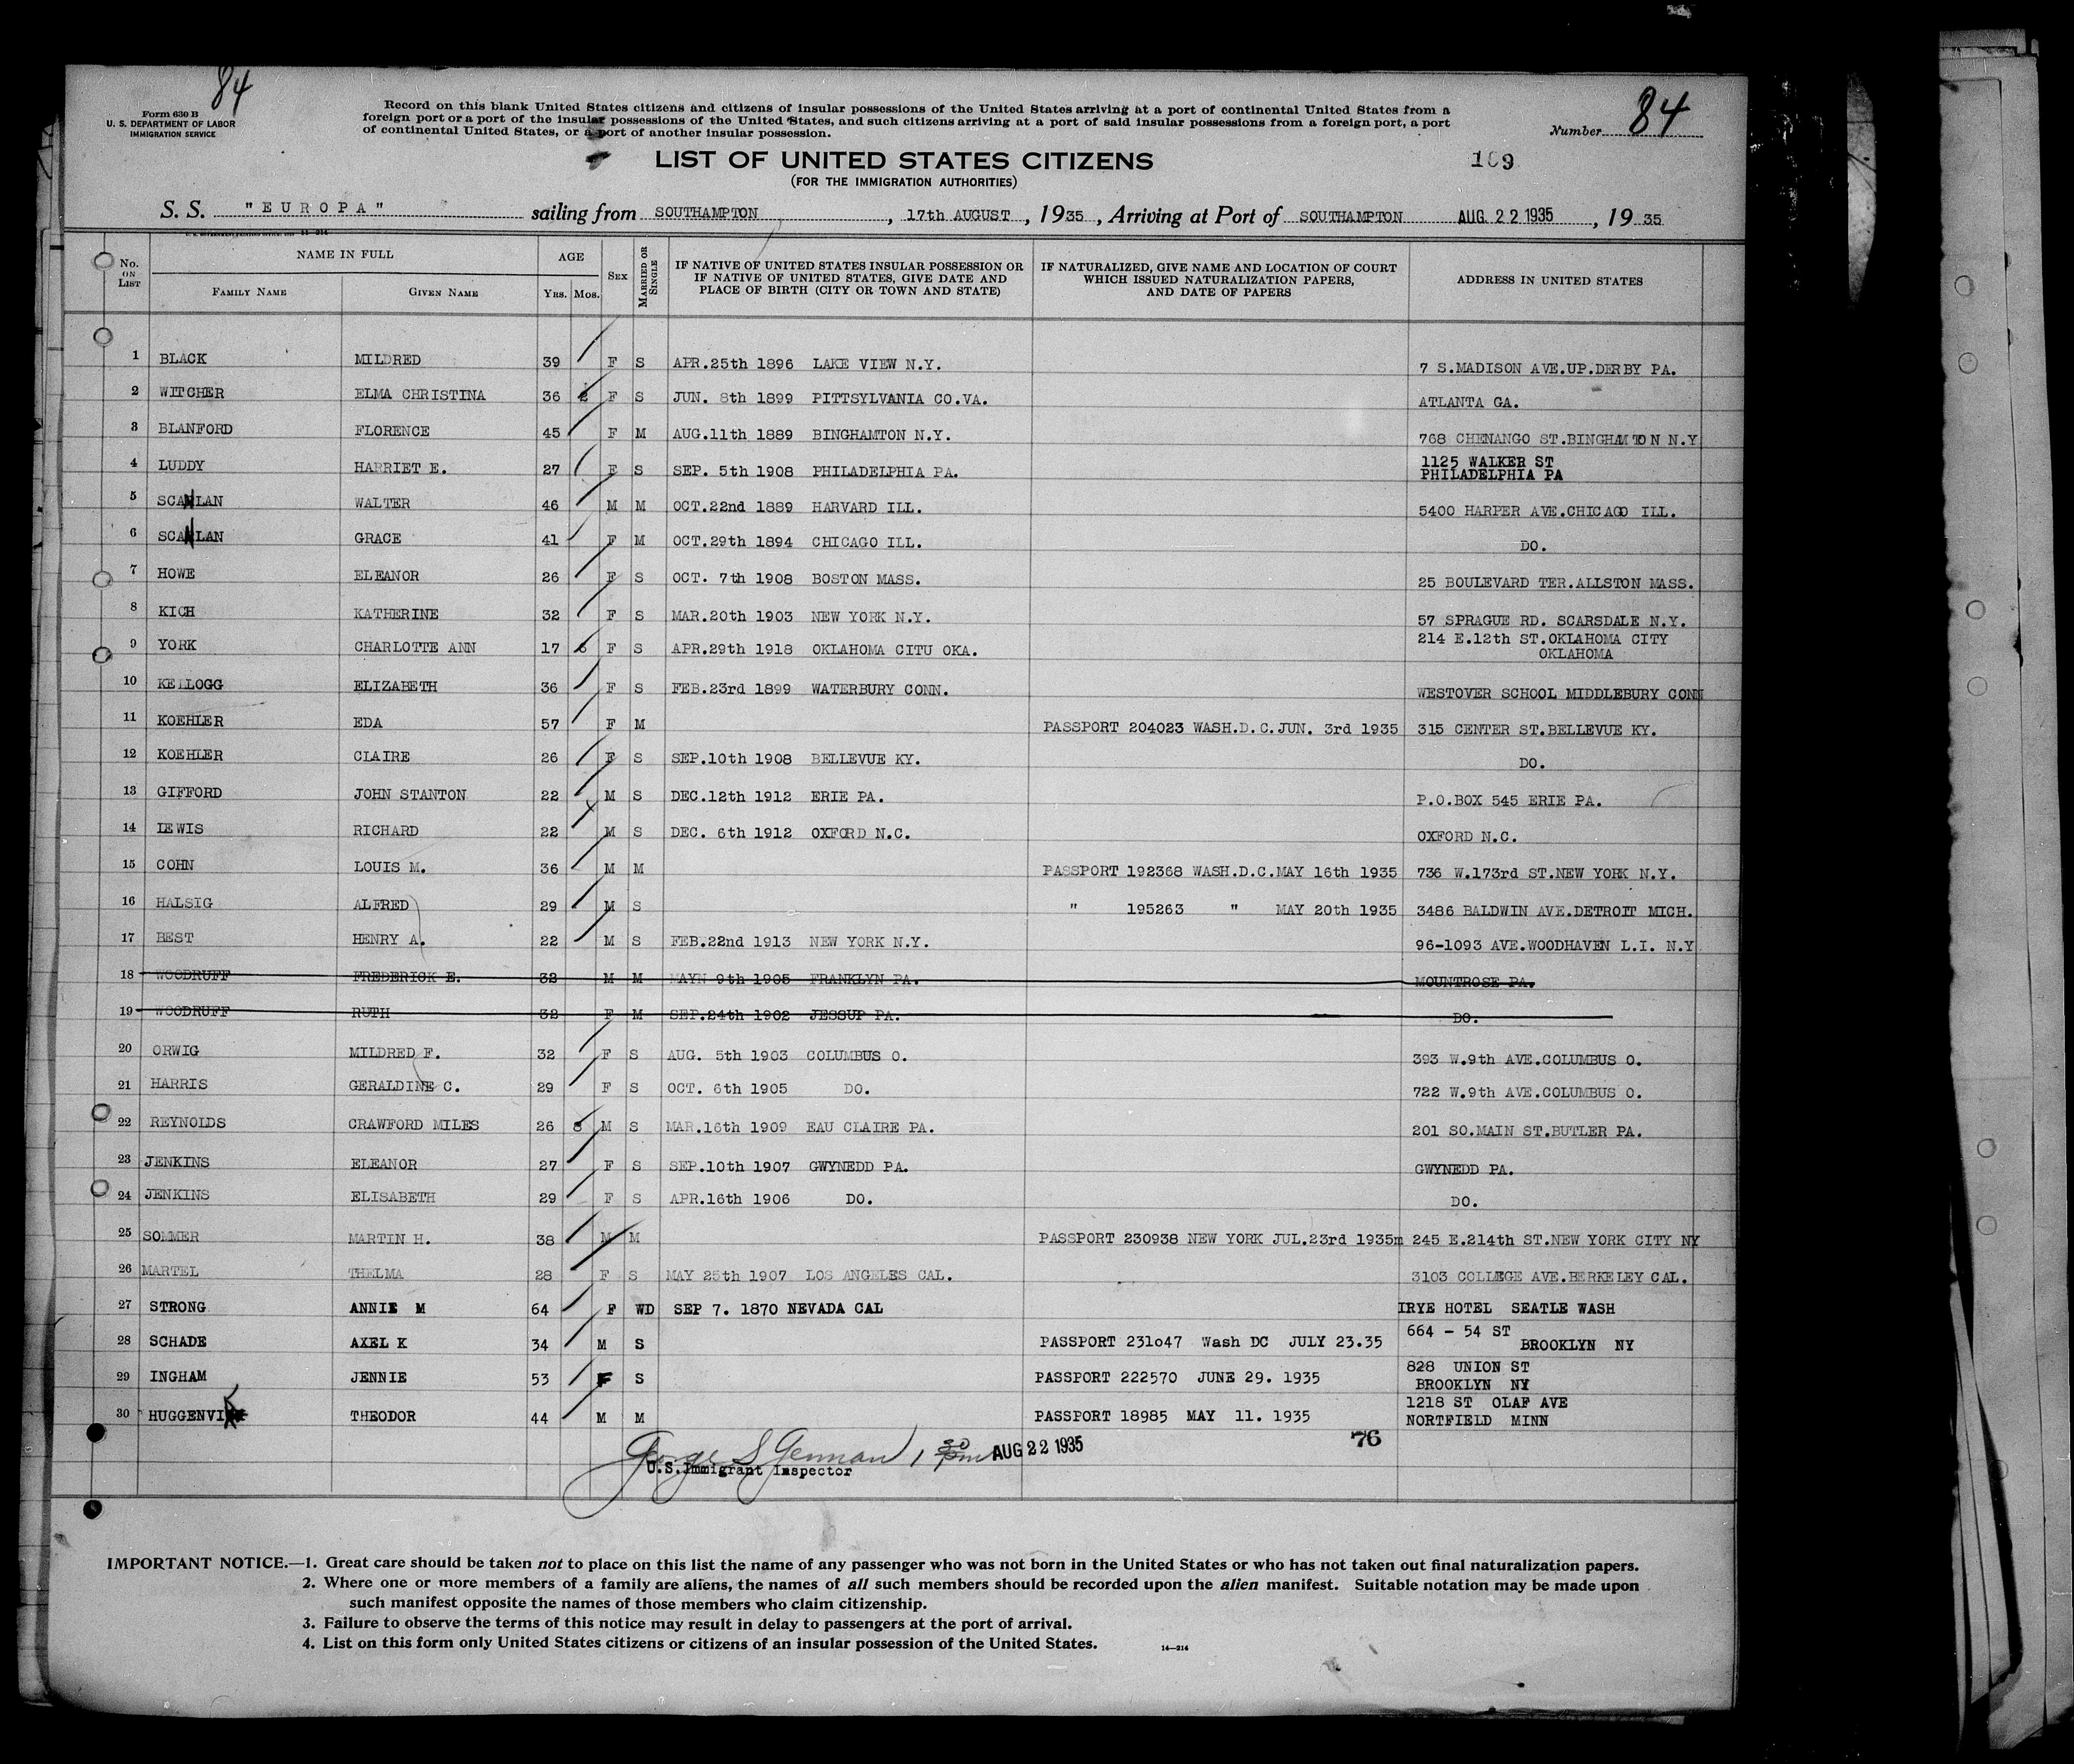 84
Form 630 B
U. S. DEPARTMENT OF LABOR
IMMIGRATION SERVICE
Record on this blank United States citizens and citizens of insular possessions of the United States arriving at a port of continental United States from a
foreign port or a port of the insular possessions of the United States, and such citizens arriving at a port of said insular possessions from a foreign port, a port
of continental United States, or a port of another insular possession.
Number 84
LIST OF UNITED STATES CITIZENS
(FOR THE IMMIGRATION AUTHORITIES)
169
S. S. "EUROPA" sailing from SOUTHAMPTON, 17th AUGUST, 1935, Arriving at Port of SOUTHAMPTON AUG 22 1935, 1935
No. ON LIST
NAME IN FULL
FAMILY NAME GIVEN NAME
AGE
YRS. MOS.
SEX
MARRIED OR SINGLE
IF NATIVE OF UNITED STATES INSULAR POSSESSION OR
IF NATIVE OF UNITED STATES, GIVE DATE AND
PLACE OF BIRTH (CITY OR TOWN AND STATE)
IF NATURALIZED, GIVE NAME AND LOCATION OF COURT
WHICH ISSUED NATURALIZATION PAPERS,
AND DATE OF PAPERS
ADDRESS IN UNITED STATES
1 BLACK MILDRED 39 F S APR.25th 1896 LAKE VIEW N.Y. 7 S.MADISON AVE.UP.DERBY PA.
2 WITCHER ELMA CHRISTINA 36 2 F S JUN. 8th 1899 PITTSYLVANIA CO.VA. ATLANTA GA.
3 BLANFORD FLORENCE 45 F M AUG.11th 1889 BINGHAMTON N.Y. 768 CHENANGO ST.BINGHAMTON N.Y
4 LUDDY HARRIET E. 27 F S SEP. 5th 1908 PHILADELPHIA PA. 1125 WALKER ST
PHILADELPHIA PA
5 SCANLAN WALTER 46 M M OCT.22nd 1889 HARVARD ILL. 5400 HARPER AVE.CHICAGO ILL.
6 SCANLAN GRACE 41 F M OCT.29th 1894 CHICAGO ILL. DO.
7 HOWE ELEANOR 26 F S OCT. 7th 1908 BOSTON MASS. 25 BOULEVARD TER.ALLSTON MASS.
8 KICH KATHERINE 32 F S MAR.20th 1903 NEW YORK N.Y. 57 SPRAGUE RD. SCARSDALE N.Y.
9 YORK CHARLOTTE ANN 17 6 F S APR.29th 1918 OKLAHOMA CITU OKA. 214 E.12th ST.OKLAHOMA CITY
OKLAHOMA
10 KELLOGG ELIZABETH 36 F S FEB.23rd 1899 WATERBURY CONN. WESTOVER SCHOOL MIDDLEBURY CONN
11 KOEHLER EDA 57 F M PASSPORT 204023 WASH.D.C.JUN. 3rd 1935 315 CENTER ST.BELLEVUE KY.
12 KOEHLER CLAIRE 26 F S SEP.10th 1908 BELLEVUE KY. DO.
13 GIFFORD JOHN STANTON 22 M S DEC.12th 1912 ERIE PA. P.O.BOX 545 ERIE PA.
14 LEWIS RICHARD 22 M S DEC. 6th 1912 OXFORD N.C. OXFORD N.C.
15 COHN LOUIS M. 36 M M PASSPORT 192368 WASH.D.C.MAY 16th 1935 736 W.173rd ST.NEW YORK N.Y.
16 HALSIG ALFRED 29 M S " 195263 " MAY 20th 1935 3486 BALDWIN AVE.DETROIT MICH.
17 BEST HENRY A. 22 M S FEB.22nd 1913 NEW YORK N.Y. 96-1093 AVE.WOODHAVEN L.I. N.Y
18 WOODRUFF FREDERICK E. 32 M M MAYN 9th 1905 FRANKLYN PA. MOUNTROSE PA.
19 WOODRUFF RUTH 32 F M SEP.24th 1902 JESSUP PA. DO.
20 ORWIG MILDRED F. 32 F S AUG. 5th 1903 COLUMBUS O. 393 W.9th AVE.COLUMBUS O.
21 HARRIS GERALDINE C. 29 F S OCT. 6th 1905 DO. 722 W.9th AVE.COLUMBUS O.
22 REYNOLDS CRAWFORD MILES 26 M S MAR.16th 1909 EAU CLAIRE PA. 201 SO.MAIN ST.BUTLER PA.
23 JENKINS ELEANOR 27 F S SEP.10th 1907 GWYNEDD PA. GWYNEDD PA.
24 JENKINS ELISABETH 29 F S APR.16th 1906 DO. DO.
25 SOMMER MARTIN H. 38 M M PASSPORT 230938 NEW YORK JUL.23rd 1935m 245 E.214th ST.NEW YORK CITY NY
26 MARTEL THELMA 28 F S MAY 25th 1907 LOS ANGELES CAL. 3103 COLLEGE AVE.BERKELEY CAL.
27 STRONG ANNIE M 64 F WD SEP 7. 1870 NEVADA CAL IRYE HOTEL SEATLE WASH
28 SCHADE AXEL K 34 M S PASSPORT 231o47 Wash DC JULY 23.35 664 - 54 ST
BROOKLYN NY
29 INGHAM JENNIE 53 F S PASSPORT 222570 JUNE 29. 1935 828 UNION ST
BROOKLYN NY
30 HUGGENVIK THEODOR 44 M M PASSPORT 18985 MAY 11. 1935 1218 ST OLAF AVE
NORTFIELD MINN
George S German 1 30 pm AUG 22 1935 76
U.S.Immigrant Inspector
IMPORTANT NOTICE.—1. Great care should be taken not to place on this list the name of any passenger who was not born in the United States or who has not taken out final naturalization papers.
2. Where one or more members of a family are aliens, the names of all such members should be recorded upon the alien manifest. Suitable notation may be made upon
such manifest opposite the names of those members who claim citizenship.
3. Failure to observe the terms of this notice may result in delay to passengers at the port of arrival.
4. List on this form only United States citizens or citizens of an insular possession of the United States.
14—214